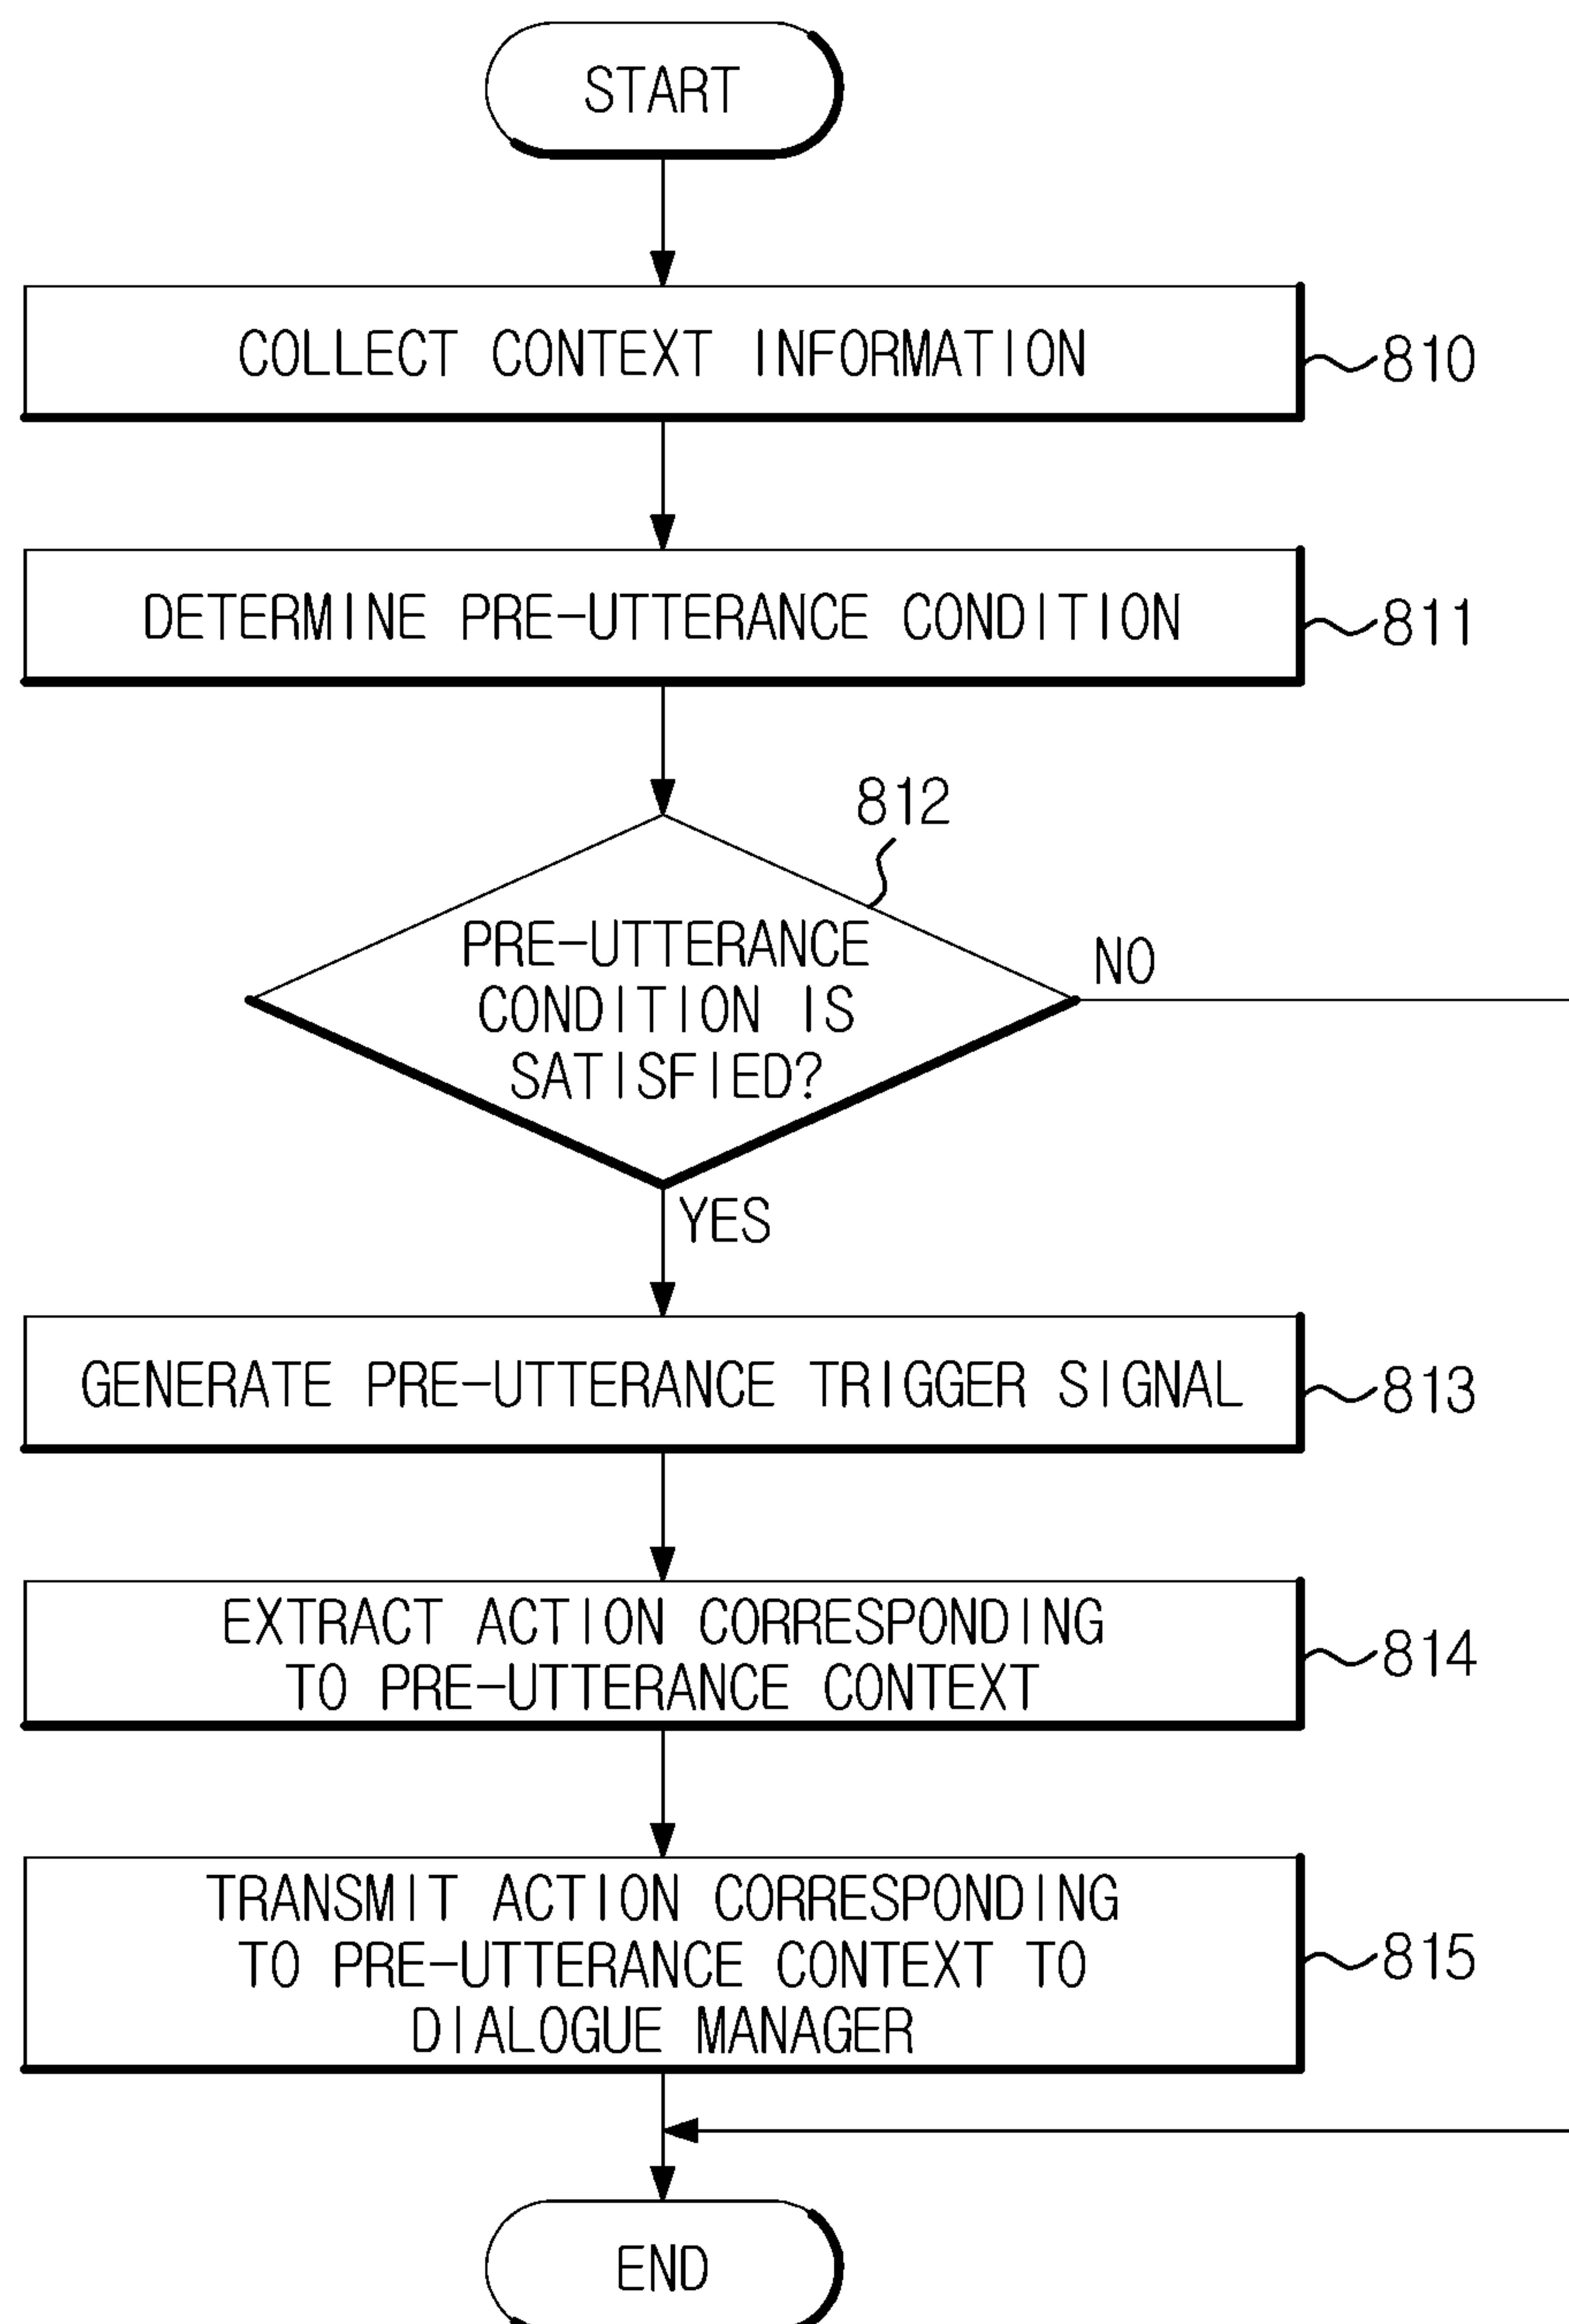 START
COLLECT CONTEXT INFORMATION
810
DETERMINE PRE-UTTERANCE CONDITION
811
812
PRE-UTTERANCE
CONDITION IS
SATISFIED?
NO
YES
GENERATE PRE-UTTERANCE TRIGGER SIGNAL
813
EXTRACT ACTION CORRESPONDING
TO PRE-UTTERANCE CONTEXT
814
TRANSMIT ACTION CORRESPONDING
TO PRE-UTTERANCE CONTEXT TO
DIALOGUE MANAGER
815
END